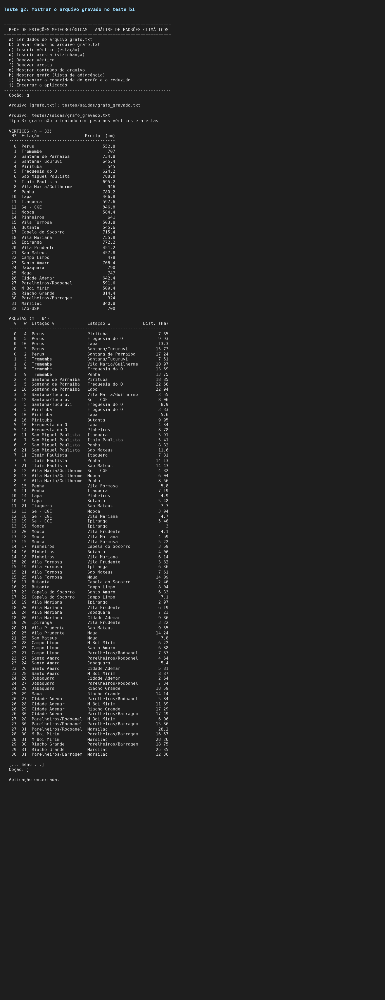 Teste g2: Mostrar o arquivo gravado no teste b1
==================================================================
REDE DE ESTAÇÕES METEOROLÓGICAS - ANÁLISE DE PADRÕES CLIMÁTICOS
==================================================================
a) Ler dados do arquivo grafo.txt
b) Gravar dados no arquivo grafo.txt
c) Inserir vértice (estação)
d) Inserir aresta (vizinhança)
e) Remover vértice
f) Remover aresta
g) Mostrar conteúdo do arquivo
h) Mostrar grafo (lista de adjacência)
i) Apresentar a conexidade do grafo e o reduzido
j) Encerrar a aplicação
------------------------------------------------------------------
Opção: g
Arquivo [grafo.txt]: testes/saidas/grafo_gravado.txt
Arquivo: testes/saidas/grafo_gravado.txt
Tipo 3: grafo não orientado com peso nos vértices e arestas
VÉRTICES (n = 33)
Nº  Estação                  Precip. (mm)
------------------------------------------
0  Perus                           552.8
1  Tremembe                          707
2  Santana de Parnaiba             734.8
3  Santana/Tucuruvi                645.4
4  Pirituba                          545
5  Freguesia do O                  624.2
6  Sao Miguel Paulista             788.8
7  Itaim Paulista                  695.2
8  Vila Maria/Guilherme              946
9  Penha                           780.2
10  Lapa                            466.8
11  Itaquera                        597.6
12  Se - CGE                        846.8
13  Mooca                           584.4
14  Pinheiros                         641
15  Vila Formosa                    503.8
16  Butanta                         545.6
17  Capela do Socorro               715.4
18  Vila Mariana                    755.8
19  Ipiranga                        772.2
20  Vila Prudente                   451.2
21  Sao Mateus                      457.8
22  Campo Limpo                       478
23  Santo Amaro                     766.4
24  Jabaquara                         790
25  Maua                              747
26  Cidade Ademar                   642.4
27  Parelheiros/Rodoanel            591.6
28  M Boi Mirim                     509.4
29  Riacho Grande                   814.4
30  Parelheiros/Barragem              924
31  Marsilac                        840.8
32  IAG-USP                           700
ARESTAS (m = 84)
v   w  Estação v             Estação w             Dist. (km)
--------------------------------------------------------------
0   4  Perus                 Pirituba                    7.85
0   5  Perus                 Freguesia do O              9.93
0  10  Perus                 Lapa                        13.3
0   3  Perus                 Santana/Tucuruvi           15.73
0   2  Perus                 Santana de Parnaiba        17.24
1   3  Tremembe              Santana/Tucuruvi            7.51
1   8  Tremembe              Vila Maria/Guilherme       10.97
1   5  Tremembe              Freguesia do O             13.69
1   9  Tremembe              Penha                      13.75
2   4  Santana de Parnaiba   Pirituba                   18.85
2   5  Santana de Parnaiba   Freguesia do O             22.68
2  10  Santana de Parnaiba   Lapa                       22.94
3   8  Santana/Tucuruvi      Vila Maria/Guilherme        3.55
3  12  Santana/Tucuruvi      Se - CGE                    8.06
3   5  Santana/Tucuruvi      Freguesia do O               8.9
4   5  Pirituba              Freguesia do O              3.83
4  10  Pirituba              Lapa                         5.6
4  16  Pirituba              Butanta                     9.95
5  10  Freguesia do O        Lapa                        4.34
5  14  Freguesia do O        Pinheiros                   8.78
6  11  Sao Miguel Paulista   Itaquera                    3.91
6   7  Sao Miguel Paulista   Itaim Paulista              5.41
6   9  Sao Miguel Paulista   Penha                       8.82
6  21  Sao Miguel Paulista   Sao Mateus                  11.6
7  11  Itaim Paulista        Itaquera                    7.81
7   9  Itaim Paulista        Penha                      14.13
7  21  Itaim Paulista        Sao Mateus                 14.43
8  12  Vila Maria/Guilherme  Se - CGE                    4.82
8  13  Vila Maria/Guilherme  Mooca                       6.04
8   9  Vila Maria/Guilherme  Penha                       8.66
9  15  Penha                 Vila Formosa                 5.8
9  11  Penha                 Itaquera                    7.19
10  14  Lapa                  Pinheiros                    4.9
10  16  Lapa                  Butanta                     5.48
11  21  Itaquera              Sao Mateus                   7.7
12  13  Se - CGE              Mooca                       3.94
12  18  Se - CGE              Vila Mariana                 4.7
12  19  Se - CGE              Ipiranga                    5.48
13  19  Mooca                 Ipiranga                       3
13  20  Mooca                 Vila Prudente                4.1
13  18  Mooca                 Vila Mariana                4.69
13  15  Mooca                 Vila Formosa                5.22
14  17  Pinheiros             Capela do Socorro           3.69
14  16  Pinheiros             Butanta                     4.06
14  18  Pinheiros             Vila Mariana                6.14
15  20  Vila Formosa          Vila Prudente               3.82
15  19  Vila Formosa          Ipiranga                    6.36
15  21  Vila Formosa          Sao Mateus                  7.61
15  25  Vila Formosa          Maua                       14.09
16  17  Butanta               Capela do Socorro           2.46
16  22  Butanta               Campo Limpo                 8.04
17  23  Capela do Socorro     Santo Amaro                 6.33
17  22  Capela do Socorro     Campo Limpo                  7.1
18  19  Vila Mariana          Ipiranga                    2.97
18  20  Vila Mariana          Vila Prudente               6.19
18  24  Vila Mariana          Jabaquara                   7.23
18  26  Vila Mariana          Cidade Ademar               9.86
19  20  Ipiranga              Vila Prudente               3.22
20  21  Vila Prudente         Sao Mateus                  9.55
20  25  Vila Prudente         Maua                       14.24
21  25  Sao Mateus            Maua                         7.8
22  28  Campo Limpo           M Boi Mirim                 6.22
22  23  Campo Limpo           Santo Amaro                 6.88
22  27  Campo Limpo           Parelheiros/Rodoanel        7.87
23  27  Santo Amaro           Parelheiros/Rodoanel        4.64
23  24  Santo Amaro           Jabaquara                    5.4
23  26  Santo Amaro           Cidade Ademar               5.81
23  28  Santo Amaro           M Boi Mirim                 8.87
24  26  Jabaquara             Cidade Ademar               2.64
24  27  Jabaquara             Parelheiros/Rodoanel        7.34
24  29  Jabaquara             Riacho Grande              18.59
25  29  Maua                  Riacho Grande              14.14
26  27  Cidade Ademar         Parelheiros/Rodoanel        5.84
26  28  Cidade Ademar         M Boi Mirim                11.89
26  29  Cidade Ademar         Riacho Grande              17.29
26  30  Cidade Ademar         Parelheiros/Barragem       17.49
27  28  Parelheiros/Rodoanel  M Boi Mirim                 6.06
27  30  Parelheiros/Rodoanel  Parelheiros/Barragem       15.86
27  31  Parelheiros/Rodoanel  Marsilac                    28.2
28  30  M Boi Mirim           Parelheiros/Barragem       16.57
28  31  M Boi Mirim           Marsilac                   28.26
29  30  Riacho Grande         Parelheiros/Barragem       18.75
29  31  Riacho Grande         Marsilac                   25.35
30  31  Parelheiros/Barragem  Marsilac                   12.36
[... menu ...]
Opção: j
Aplicação encerrada.